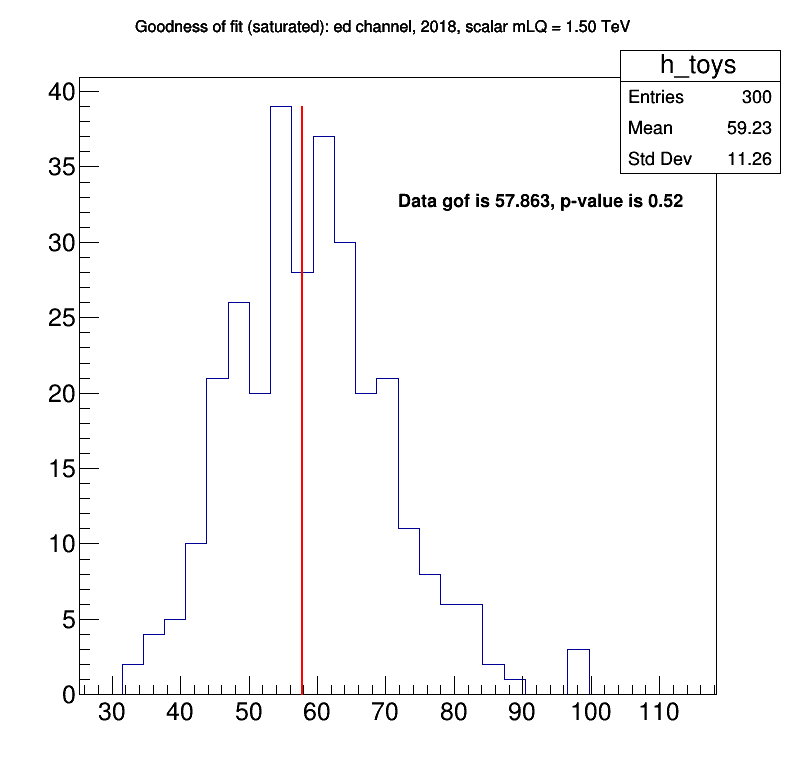 Goodness of fit (saturated): ed channel, 2018, scalar mLQ = 1.50 TeV
h_toys
Entries 300
Mean 59.23
Std Dev 11.26
Data gof is 57.863, p-value is 0.52
40
35
30
25
20
15
10
5
0
30 40 50 60 70 80 90 100 110